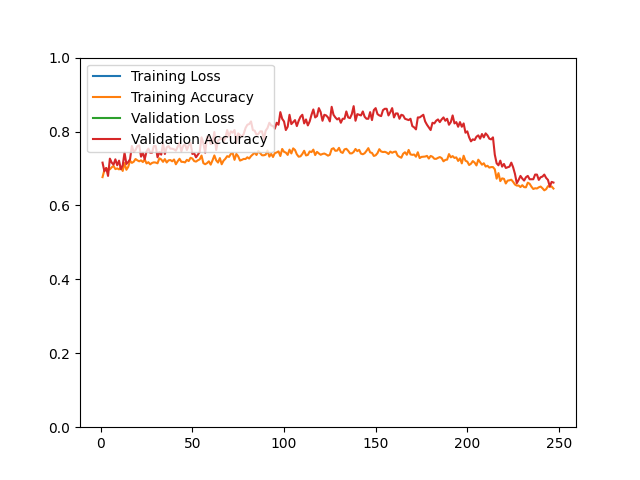 1.0
0.8
0.6
0.4
0.2
0.0
Training Loss
Training Accuracy
Validation Loss
Validation Accuracy
0 50 100 150 200 250